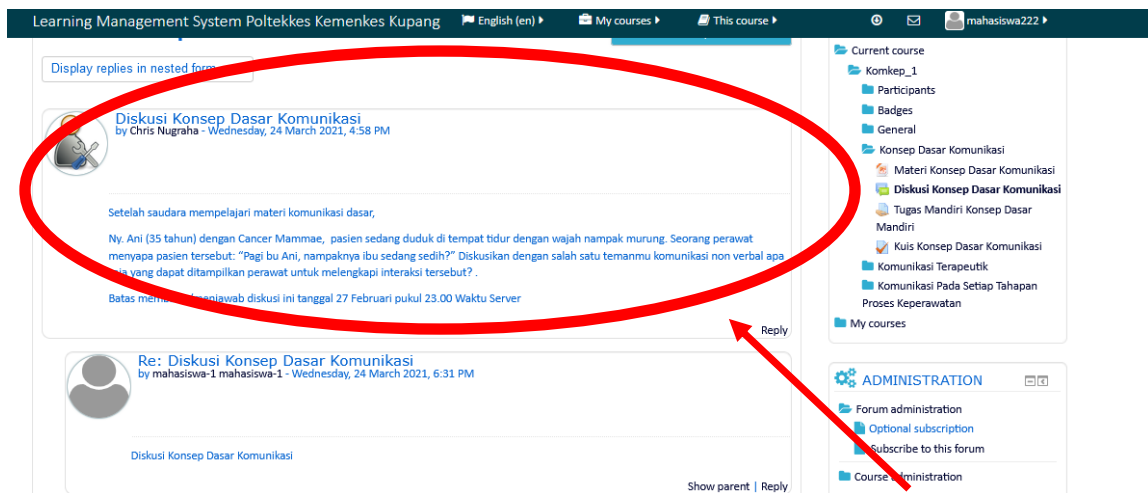 Learning Management System Poltekkes Kemenkes Kupang English (en) My courses This course mahasiswa222
Display replies in nested form
Diskusi Konsep Dasar Komunikasi
by Chris Nugraha - Wednesday, 24 March 2021, 4:58 PM
Setelah saudara mempelajari materi komunikasi dasar,
Ny. Ani (35 tahun) dengan Cancer Mammae, pasien sedang duduk di tempat tidur dengan wajah nampak murung. Seorang perawat
menyapa pasien tersebut: “Pagi bu Ani, nampaknya ibu sedang sedih?” Diskusikan dengan salah satu temanmu komunikasi non verbal apa
yang dapat ditampilkan perawat untuk melengkapi interaksi tersebut? .
Batas menjawab diskusi ini tanggal 27 Februari pukul 23.00 Waktu Server
Reply
Re: Diskusi Konsep Dasar Komunikasi
by mahasiswa-1 mahasiswa-1 - Wednesday, 24 March 2021, 6:31 PM
Diskusi Konsep Dasar Komunikasi
Show parent | Reply
Current course
Komkep_1
Participants
Badges
General
Konsep Dasar Komunikasi
Materi Konsep Dasar Komunikasi
Diskusi Konsep Dasar Komunikasi
Tugas Mandiri Konsep Dasar
Mandiri
Kuis Konsep Dasar Komunikasi
Komunikasi Terapeutik
Komunikasi Pada Setiap Tahapan
Proses Keperawatan
My courses
ADMINISTRATION
Forum administration
Optional subscription
Subscribe to this forum
Course administration